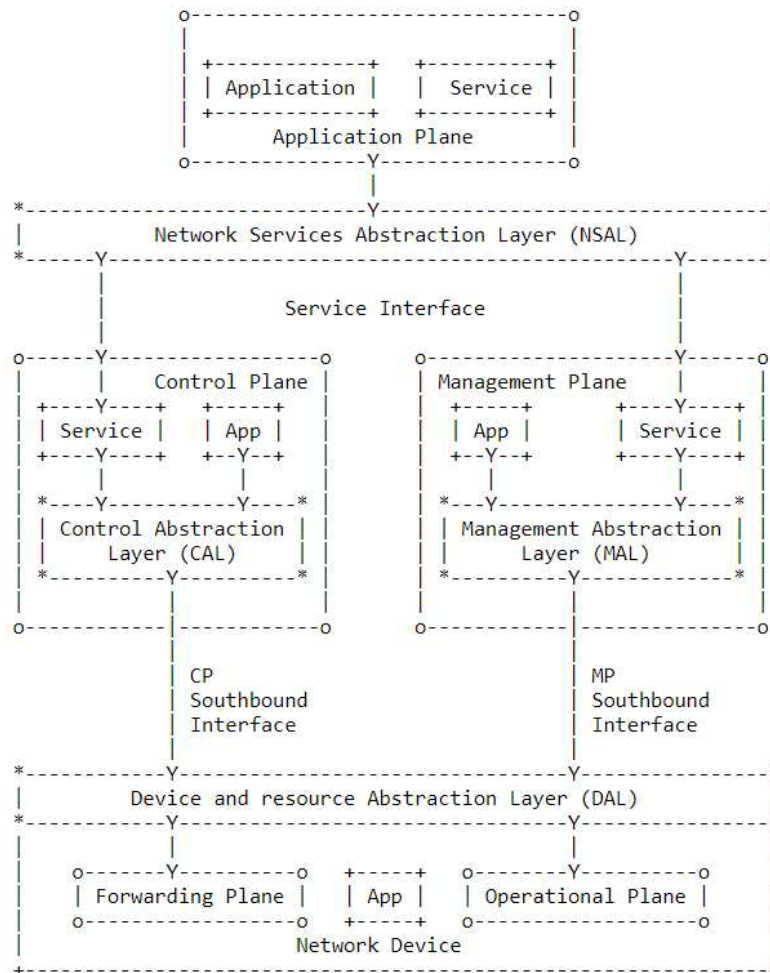 Application Service
Application Plane
Network Services Abstraction Layer (NSAL)
Service Interface
Control Plane Management Plane
Service App App Service
Control Abstraction Management Abstraction
Layer (CAL) Layer (MAL)
CP MP
Southbound Southbound
Interface Interface
Device and resource Abstraction Layer (DAL)
Forwarding Plane App Operational Plane
Network Device